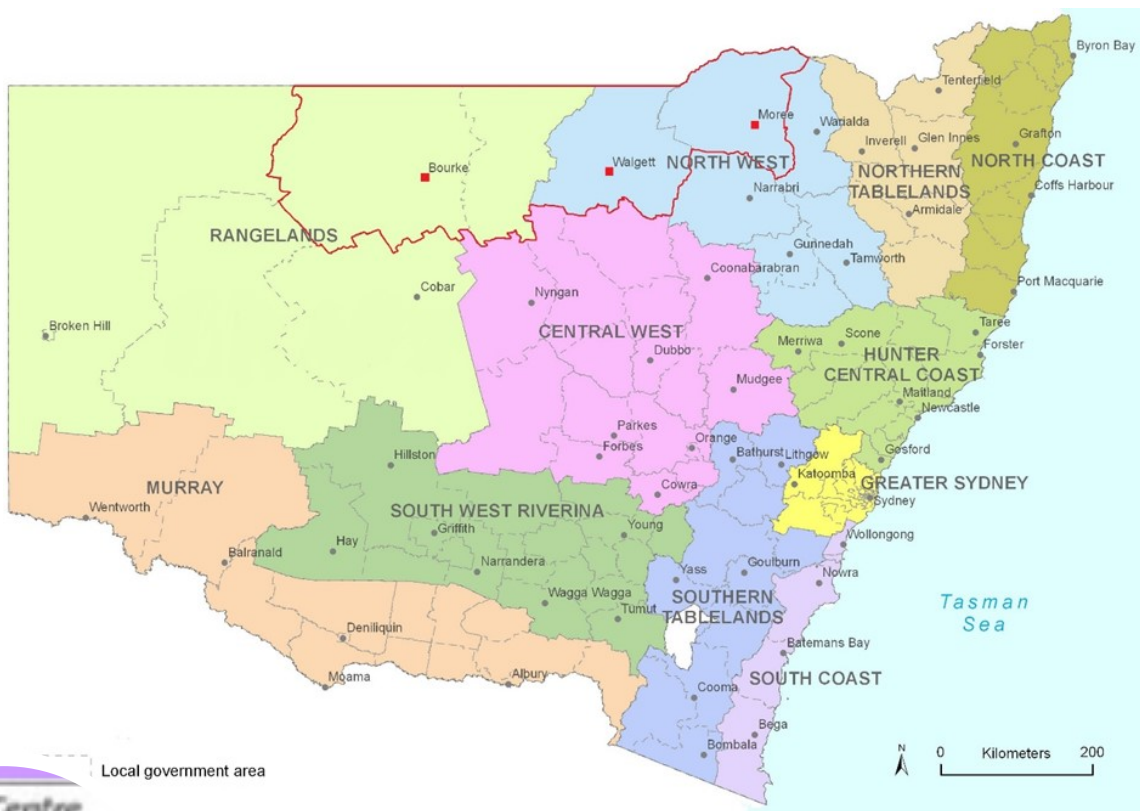 Byron Bay
Tenterfield
Moree
Warialda
Inverell
Glen Innes
Grafton
Bourke
Walgett
NORTH WEST
NORTH COAST
NORTHERN
TABLELANDS
Coffs Harbour
Narrabri
Armidale
RANGELANDS
Gunnedah
Tamworth
Coonabarabran
Port Macquarie
Cobar
Nyngan
Broken Hill
CENTRAL WEST
Taree
Scone
Merriwa
Forster
Dubbo
HUNTER
CENTRAL COAST
Mudgee
Maitland
Newcastle
Parkes
Forbes
Orange
Gosford
Hillston
Bathurst
Lithgow
Katoomba
GREATER SYDNEY
Sydney
MURRAY
Cowra
Wentworth
SOUTH WEST RIVERINA
Griffith
Young
Wollongong
Hay
Balranald
Narrandera
Yass
Goulburn
Nowra
Wagga Wagga
Tumut
SOUTHERN
TABLELANDS
Tasman
Sea
Deniliquin
Batemans Bay
Moama
Albury
SOUTH COAST
Cooma
Bega
Bombala
N
0 Kilometers 200
Local government area
Centre